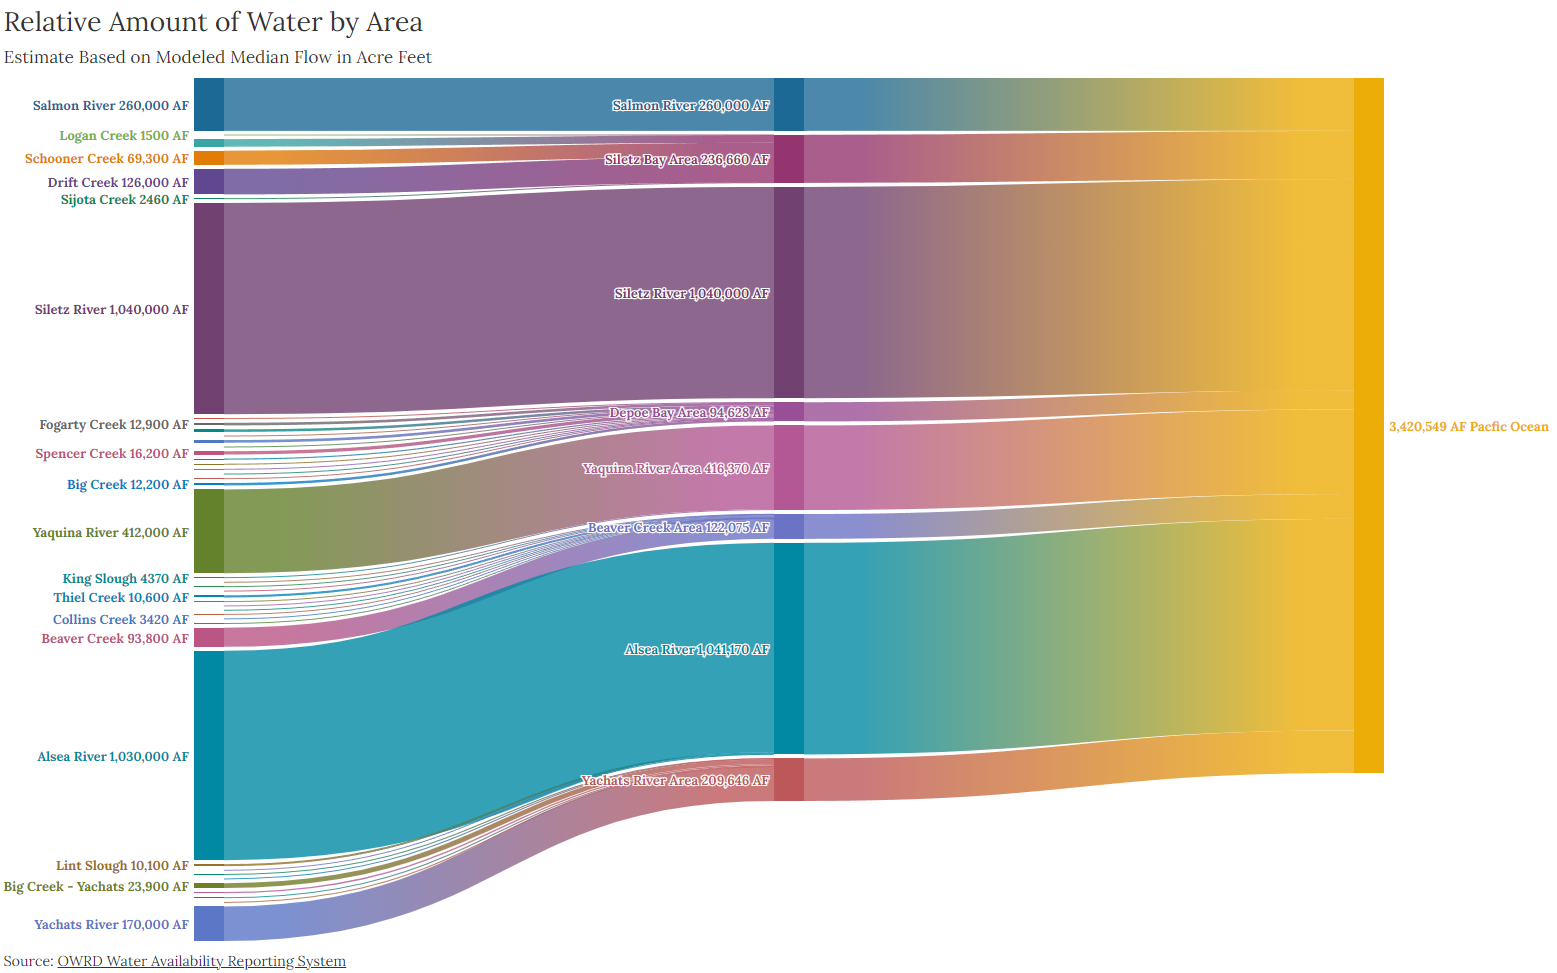 Relative Amount of Water by Area
Estimate Based on Modeled Median Flow in Acre Feet
Salmon River 260,000 AF
Logan Creek 1500 AF
Schooner Creek 69,300 AF
Drift Creek 126,000 AF
Sijota Creek 2460 AF
Siletz River 1,040,000 AF
Fogarty Creek 12,900 AF
Spencer Creek 16,200 AF
Big Creek 12,200 AF
Yaquina River 412,000 AF
King Slough 4370 AF
Thiel Creek 10,600 AF
Collins Creek 3420 AF
Beaver Creek 93,800 AF
Alsea River 1,030,000 AF
Lint Slough 10,100 AF
Big Creek - Yachats 23,900 AF
Yachats River 170,000 AF
Salmon River 260,000 AF
Siletz Bay Area 236,660 AF
Siletz River 1,040,000 AF
Depoe Bay Area 94,628 AF
Yaquina River Area 416,370 AF
Beaver Creek Area 122,075 AF
Alsea River 1,041,170 AF
Yachats River Area 209,646 AF
3,420,549 AF Pacfic Ocean
Source: OWRD Water Availability Reporting System